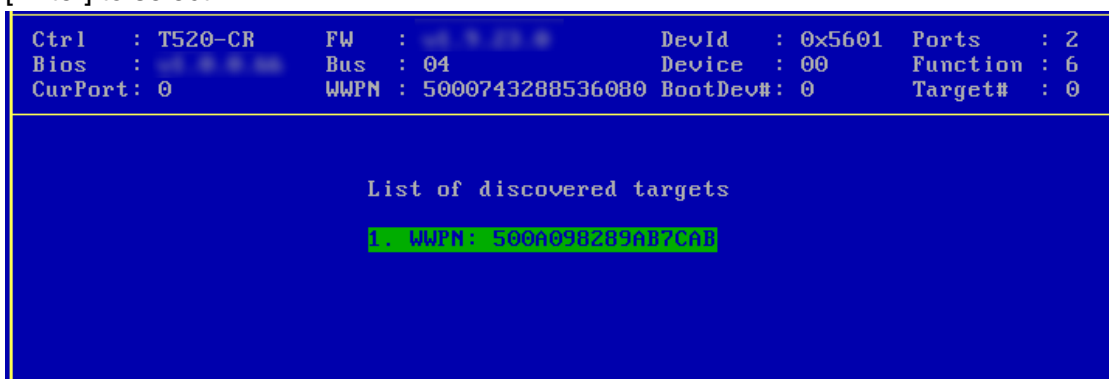 Ctrl : T520-CR FW : DevId : 0x5601 Ports : 2
Bios : Bus : 04 Device : 00 Function : 6
CurPort: 0 WWPN : 5000743288536080 BootDev#: 0 Target# : 0
List of discovered targets
1. WWPN: 500A098289AB7CAB